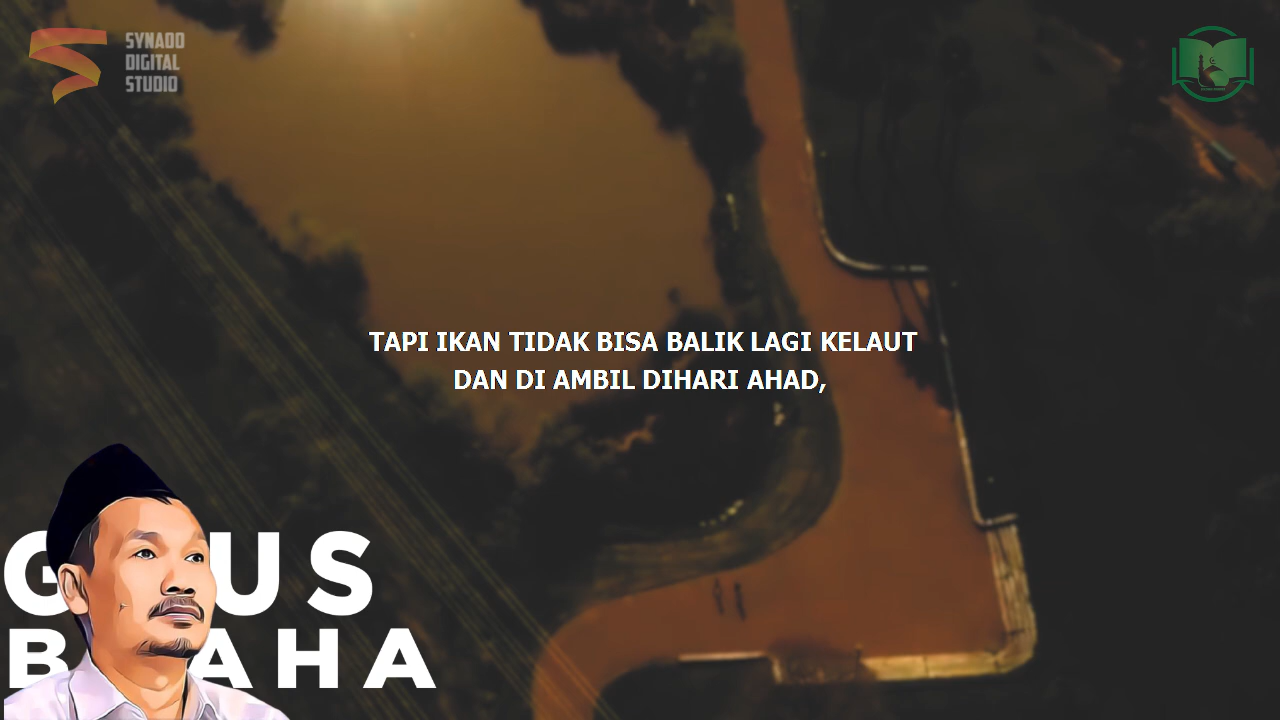 SYNADO
DIGITAL
STUDIO
TAPI IKAN TIDAK BISA BALIK LAGI KELAUT
DAN DI AMBIL DIHARI AHAD,